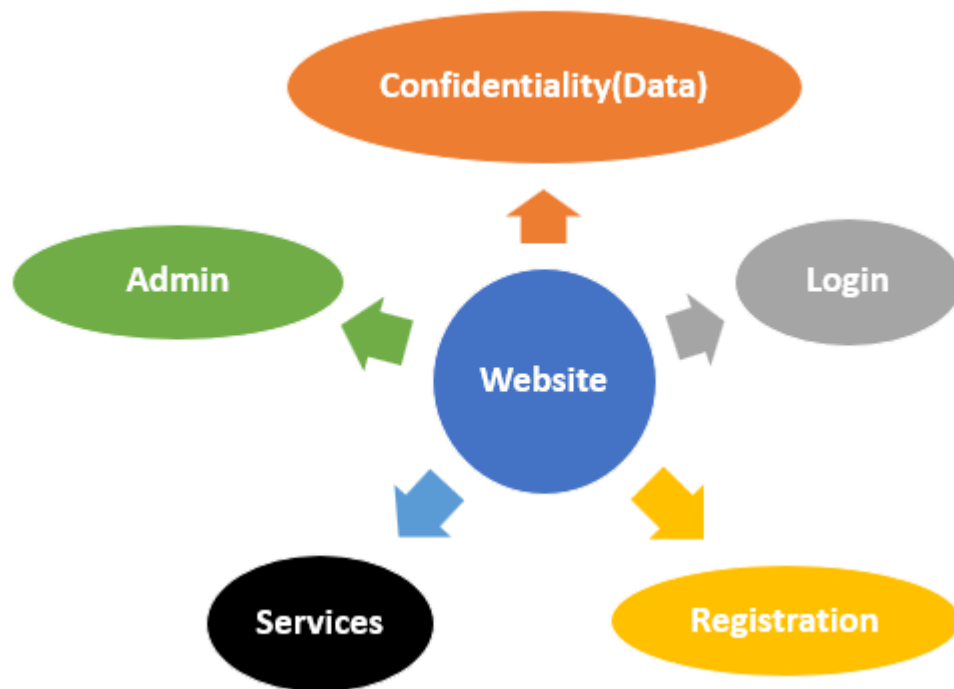 Confidentiality(Data)
Admin
Login
Website
Services
Registration